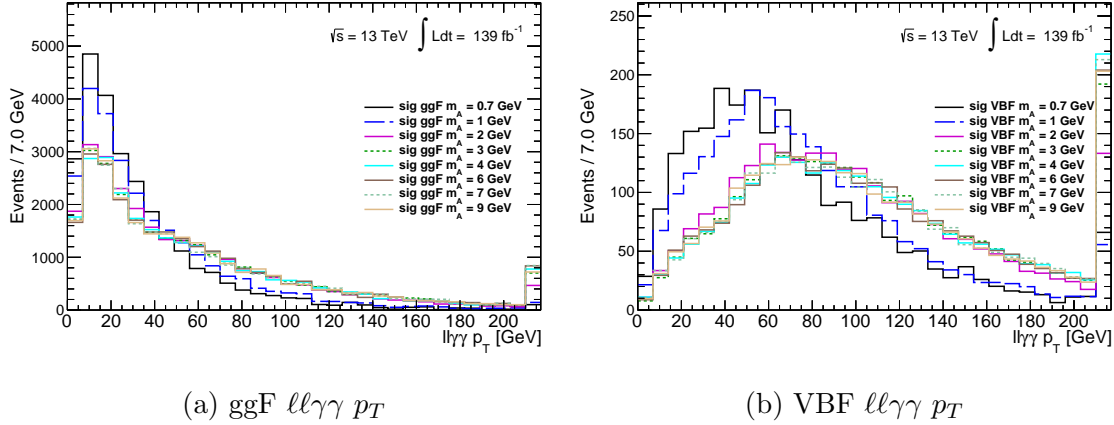 √s = 13 TeV ∫ Ldt = 139 fb⁻¹
Events / 7.0 GeV
5000
4000
3000
2000
1000
0
sig ggF m_A = 0.7 GeV
sig ggF m_A = 1 GeV
sig ggF m_A = 2 GeV
sig ggF m_A = 3 GeV
sig ggF m_A = 4 GeV
sig ggF m_A = 6 GeV
sig ggF m_A = 7 GeV
sig ggF m_A = 9 GeV
0 20 40 60 80 100 120 140 160 180 200
llγγ p_T [GeV]
(a) ggF ℓℓγγ p_T
√s = 13 TeV ∫ Ldt = 139 fb⁻¹
Events / 7.0 GeV
250
200
150
100
50
0
sig VBF m_A = 0.7 GeV
sig VBF m_A = 1 GeV
sig VBF m_A = 2 GeV
sig VBF m_A = 3 GeV
sig VBF m_A = 4 GeV
sig VBF m_A = 6 GeV
sig VBF m_A = 7 GeV
sig VBF m_A = 9 GeV
0 20 40 60 80 100 120 140 160 180 200
llγγ p_T [GeV]
(b) VBF ℓℓγγ p_T